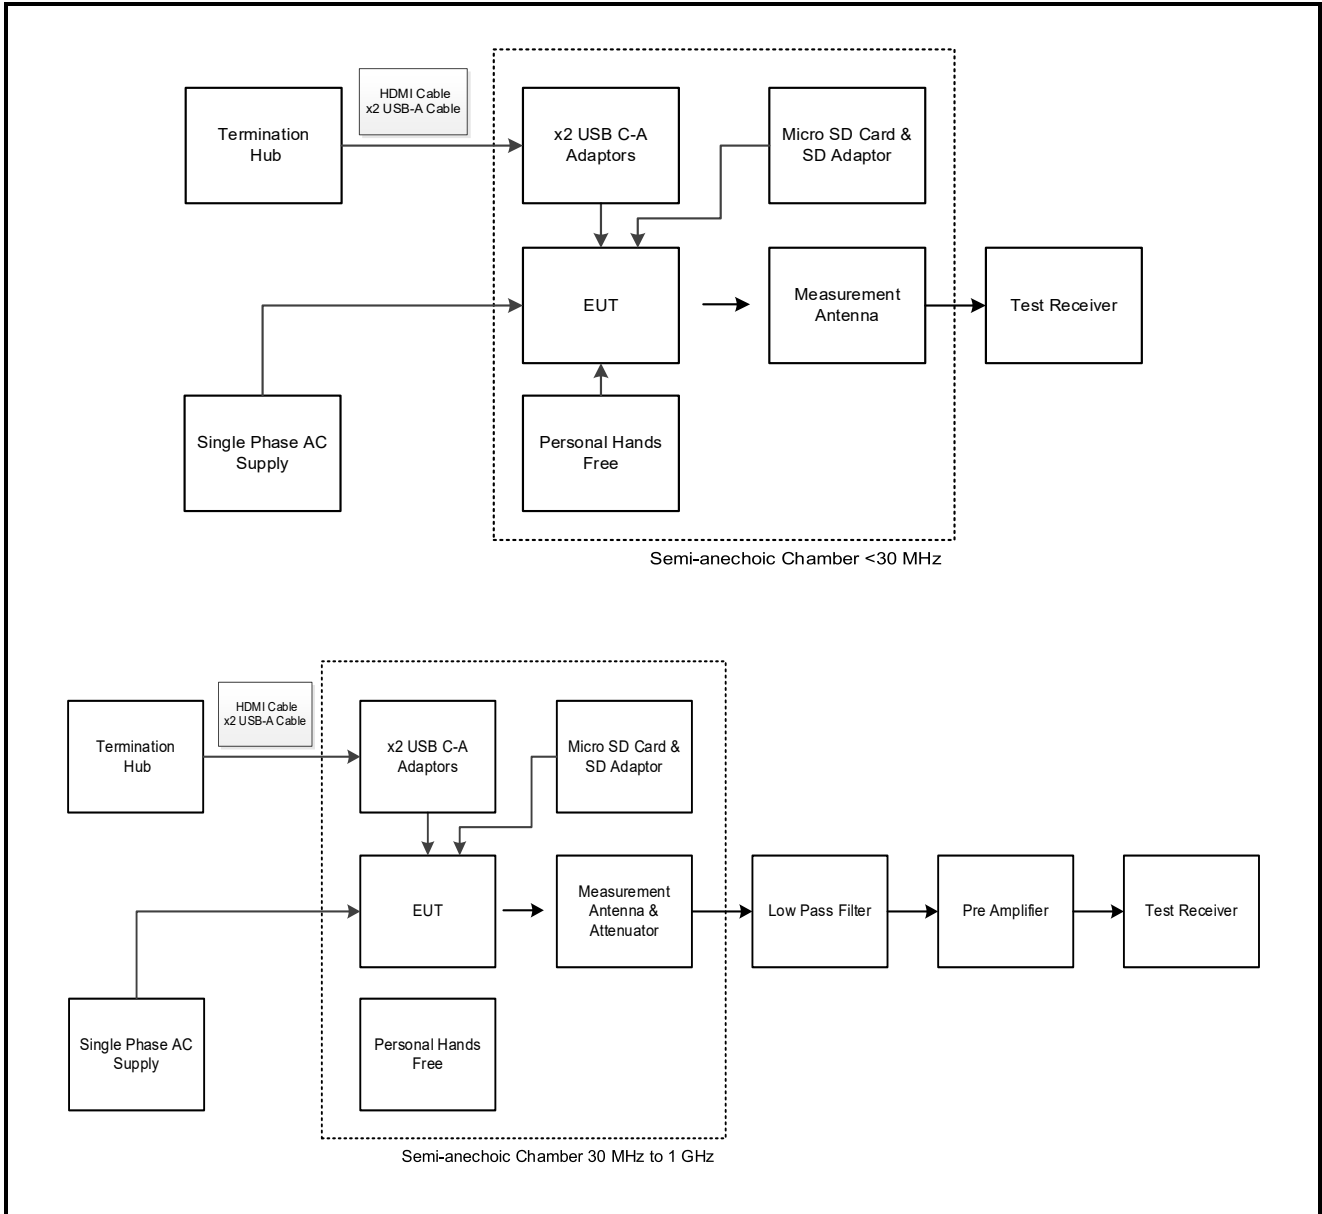 HDMI Cable
x2 USB-A Cable
Termination
Hub
x2 USB C-A
Adaptors
Micro SD Card &
SD Adaptor
EUT
Measurement
Antenna
Test Receiver
Single Phase AC
Supply
Personal Hands
Free
Semi-anechoic Chamber <30 MHz
HDMI Cable
x2 USB-A Cable
Termination
Hub
x2 USB C-A
Adaptors
Micro SD Card &
SD Adaptor
EUT
Measurement
Antenna &
Attenuator
Low Pass Filter
Pre Amplifier
Test Receiver
Single Phase AC
Supply
Personal Hands
Free
Semi-anechoic Chamber 30 MHz to 1 GHz